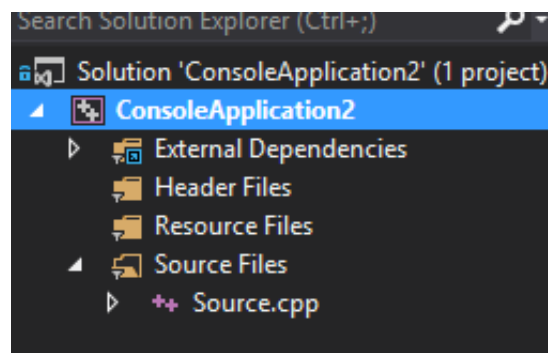 Search Solution Explorer (Ctrl+;)
Solution 'ConsoleApplication2' (1 project)
ConsoleApplication2
External Dependencies
Header Files
Resource Files
Source Files
Source.cpp